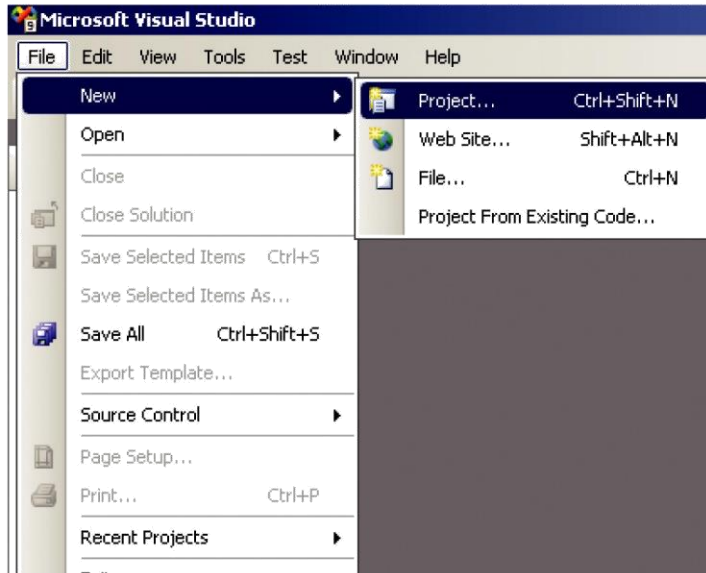 Microsoft Visual Studio
File Edit View Tools Test Window Help
New
Project... Ctrl+Shift+N
Open
Web Site... Shift+Alt+N
Close
File... Ctrl+N
Close Solution
Project From Existing Code...
Save Selected Items Ctrl+S
Save Selected Items As...
Save All Ctrl+Shift+S
Export Template...
Source Control
Page Setup...
Print... Ctrl+P
Recent Projects